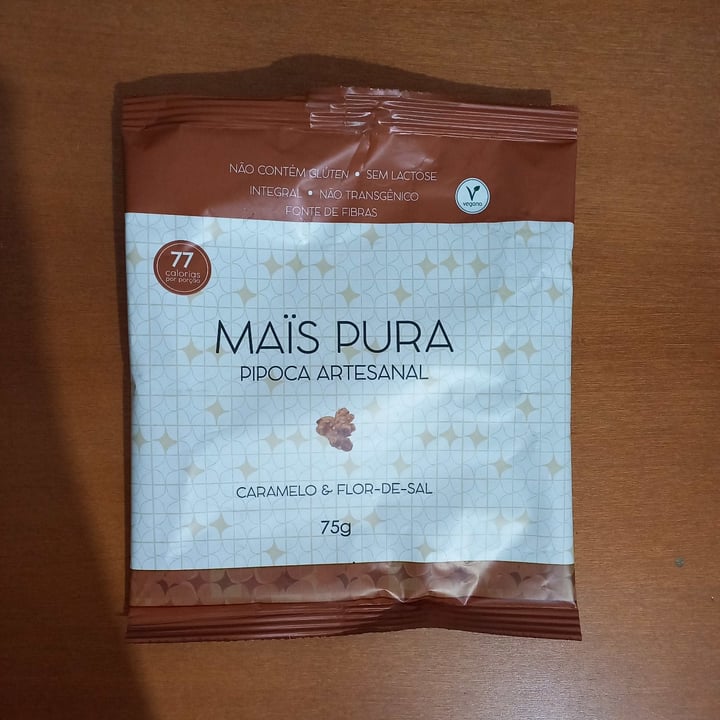 NÃO CONTÉM GLÚTEN • SEM LACTOSE
INTEGRAL • NÃO TRANSGÊNICO
FONTE DE FIBRAS
V
vegano
77
calorias
por porção
MAÏS PURA
PIPOCA ARTESANAL
CARAMELO & FLOR-DE-SAL
75g